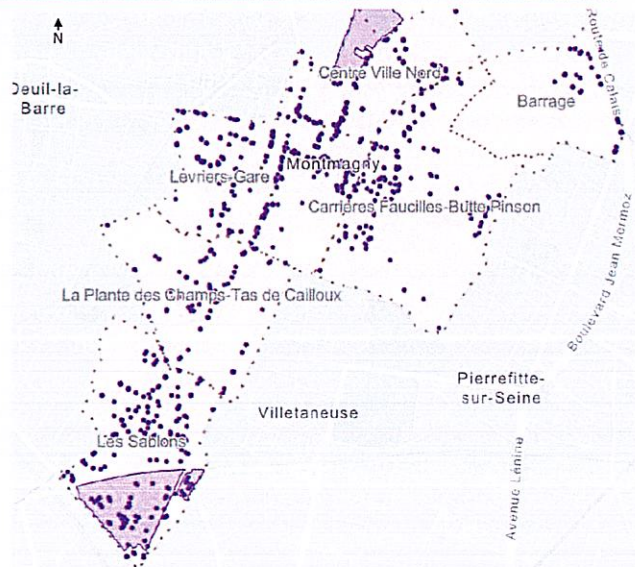 N
Deuil-la-
Barre
Centre Ville Nord
Barrage
Route de Calais
Montmagny
Lévriers-Gare
Carrières Faucilles-Butte Pinson
La Plante des Champs-Tas de Cailloux
Boulevard Jean Mermoz
Pierrefitte-
sur-Seine
Villetaneuse
Les Sablons
Avenue Lénine